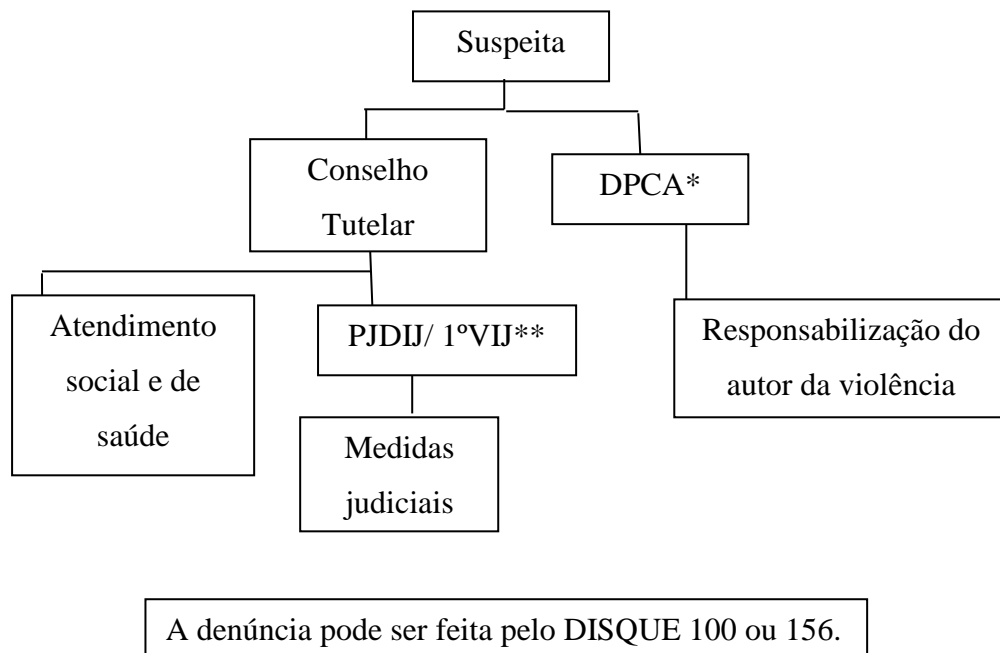 Suspeita
Conselho
Tutelar
DPCA*
Atendimento
social e de
saúde
PJDIJ/ 1ºVIJ**
Responsabilização do
autor da violência
Medidas
judiciais
A denúncia pode ser feita pelo DISQUE 100 ou 156.